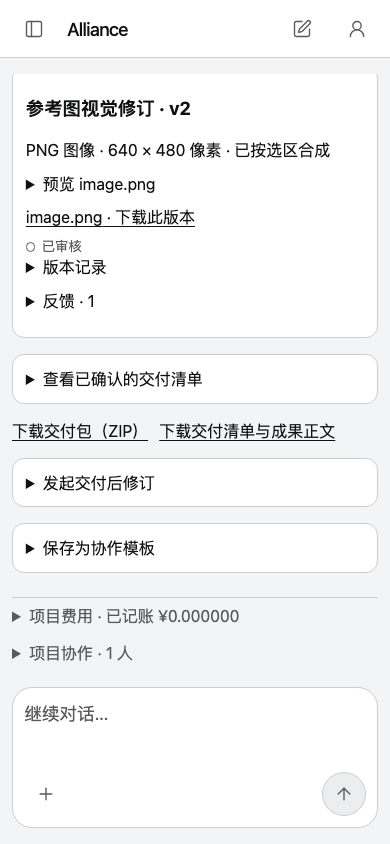 Alliance
参考图视觉修订 · v2
PNG 图像 · 640 × 480 像素 · 已按选区合成
预览 image.png
image.png · 下载此版本
已审核
版本记录
反馈 · 1
查看已确认的交付清单
下载交付包（ZIP） 下载交付清单与成果正文
发起交付后修订
保存为协作模板
项目费用 · 已记账 ¥0.000000
项目协作 · 1 人
继续对话...